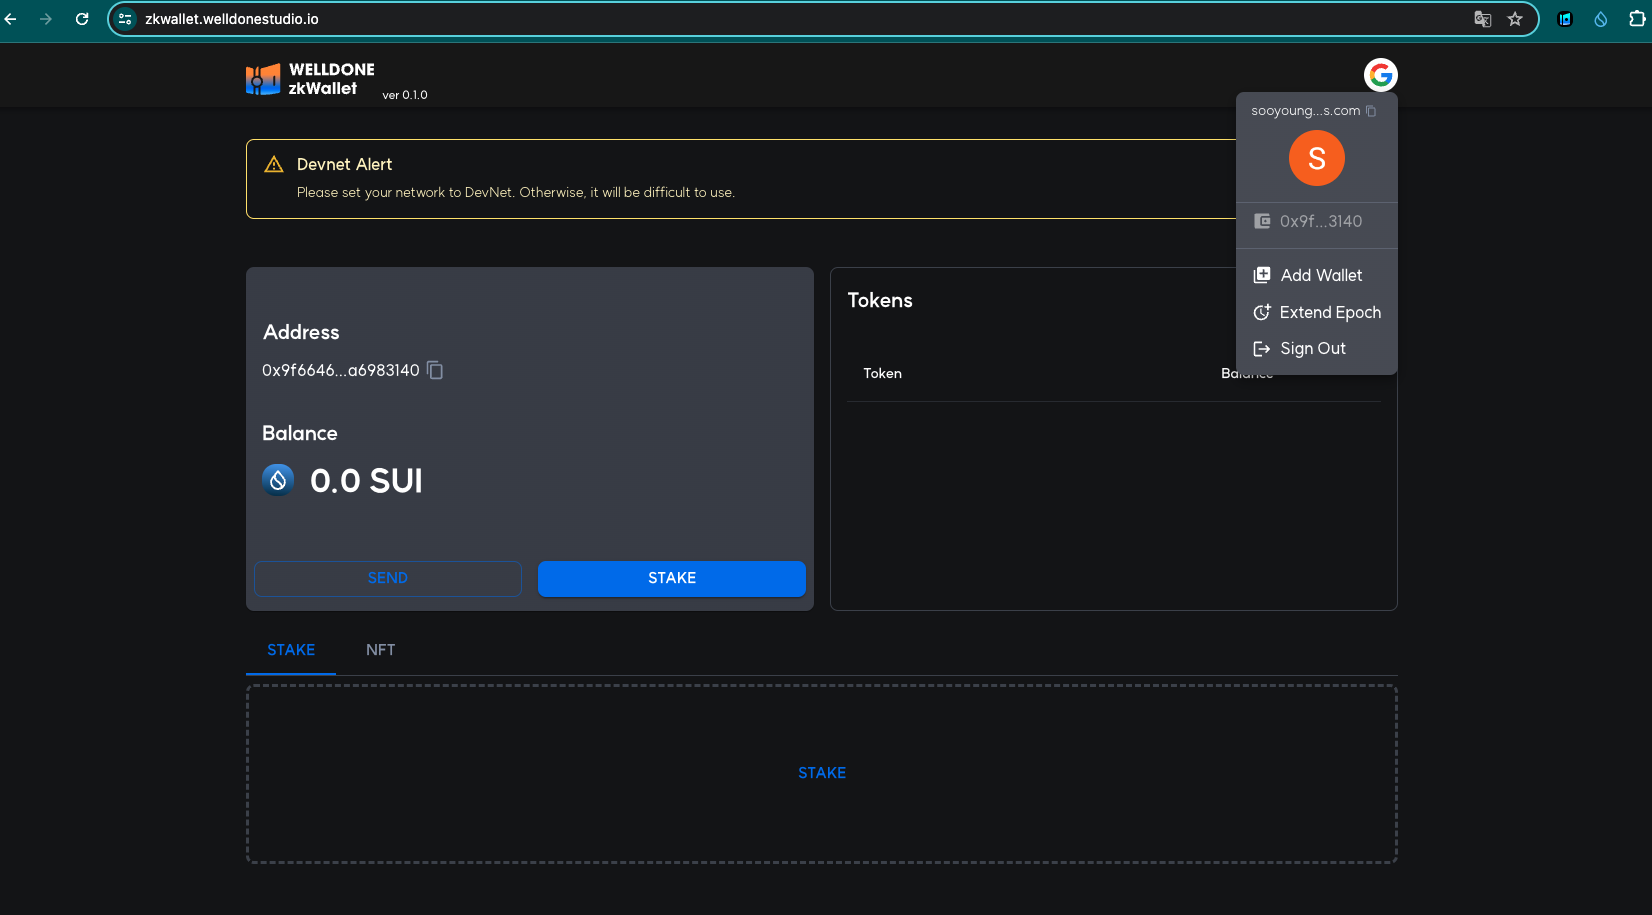 zkwallet.welldonestudio.io
WELLDONE
zkWallet
ver 0.1.0
sooyoung...s.com
S
0x9f...3140
Add Wallet
Extend Epoch
Sign Out
Devnet Alert
Please set your network to DevNet. Otherwise, it will be difficult to use.
Address
0x9f6646...a6983140
Balance
0.0 SUI
SEND
STAKE
Tokens
Token
Balance
STAKE
NFT
STAKE